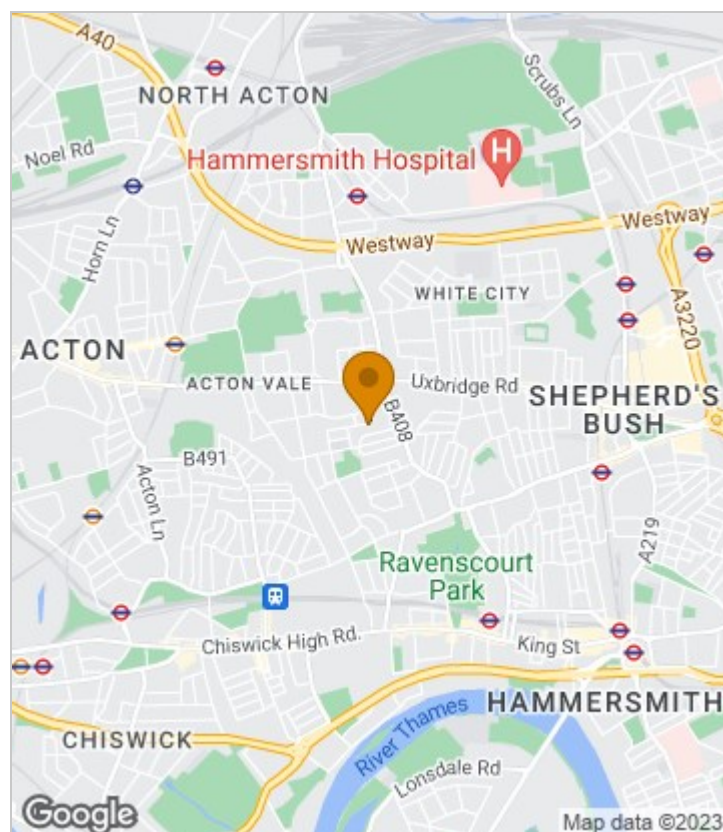 A40
NORTH ACTON
Scrubs Ln
Noel Rd
Hammersmith Hospital
H
Horn Ln
Westway
Westway
WHITE CITY
A3220
ACTON
ACTON VALE
Uxbridge Rd
SHEPHERD'S
BUSH
B408
B491
Acton Ln
A219
Ravenscourt
Park
Chiswick High Rd.
King St
HAMMERSMITH
CHISWICK
River Thames
Lonsdale Rd
Google
Map data ©2023